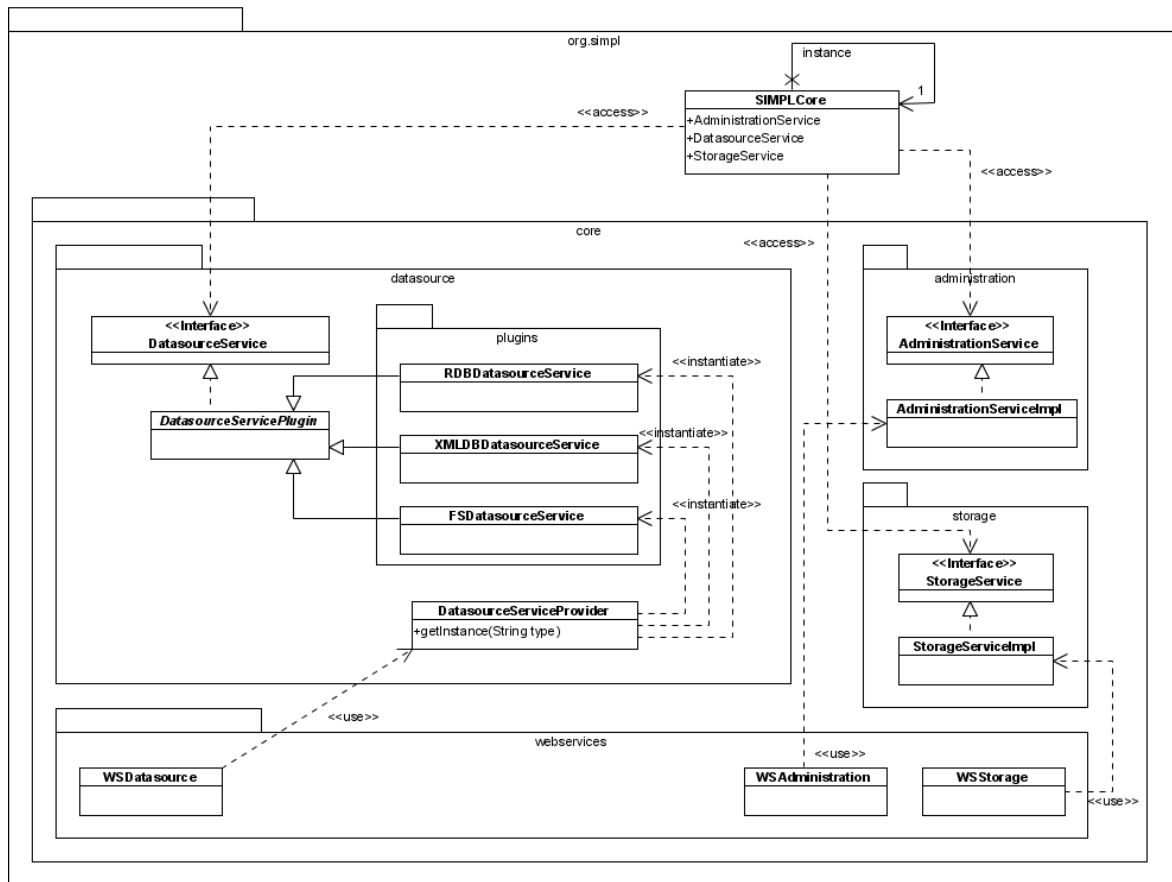 org.simpl
instance
1
SIMPLCore
+AdministrationService
+DatasourceService
+StorageService
<<access>>
<<access>>
<<access>>
core
datasource
administration
<<Interface>>
DatasourceService
plugins
<<Interface>>
AdministrationService
RDBDatasourceService
<<instantiate>>
DatasourceServicePlugin
AdministrationServiceImpl
XMLDBDatasourceService
<<instantiate>>
FSDatasourceService
<<instantiate>>
storage
<<Interface>>
StorageService
DatasourceServiceProvider
+getInstance(String type)
StorageServiceImpl
<<use>>
webservices
WSDatasource
<<use>>
WSAdministration
WSStorage
<<use>>